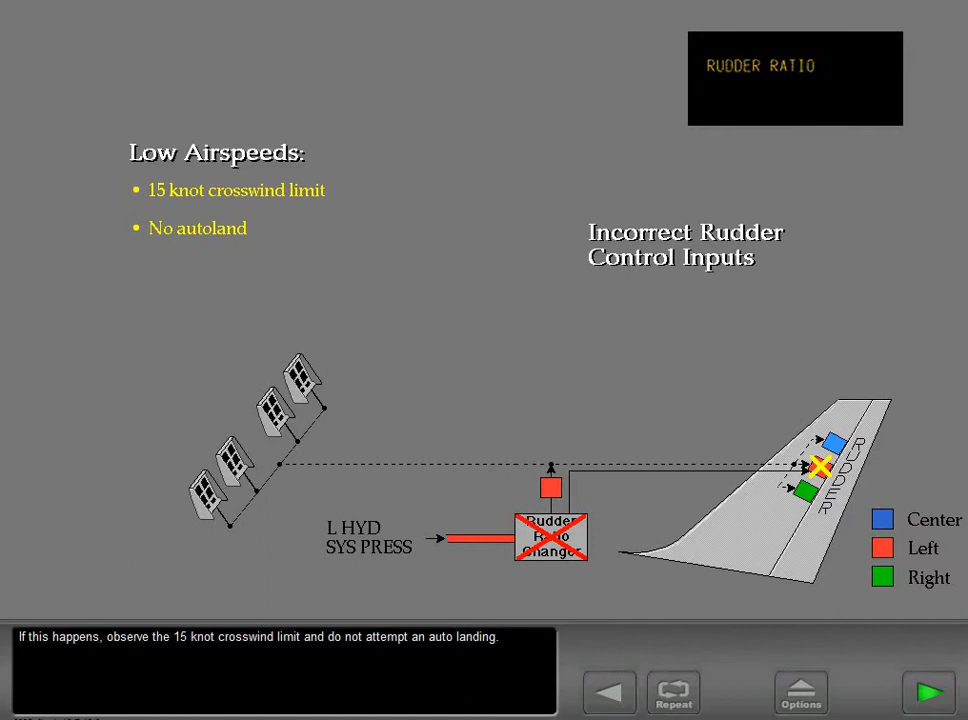 RUDDER RATIO
Low Airspeeds:
• 15 knot crosswind limit
• No autoland
Incorrect Rudder
Control Inputs
RUDDER
L HYD
SYS PRESS
Rudder
Ratio
Changer
Center
Left
Right
If this happens, observe the 15 knot crosswind limit and do not attempt an auto landing.
Repeat
Options